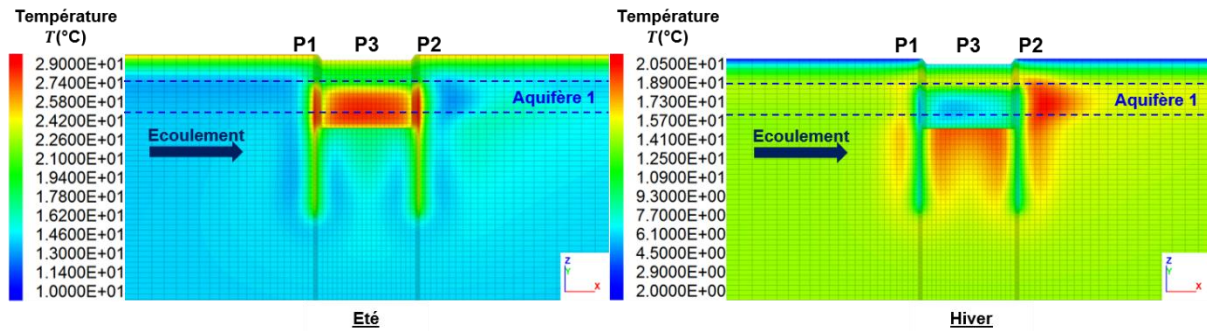 Température
T(°C)
P1 P3 P2
2.9000E+01
2.7400E+01
2.5800E+01
2.4200E+01
2.2600E+01
2.1000E+01
1.9400E+01
1.7800E+01
1.6200E+01
1.4600E+01
1.3000E+01
1.1400E+01
1.0000E+01
Aquifère 1
Ecoulement
Z
Y
X
Eté
Température
T(°C)
P1 P3 P2
2.0500E+01
1.8900E+01
1.7300E+01
1.5700E+01
1.4100E+01
1.2500E+01
1.0900E+01
9.3000E+00
7.7000E+00
6.1000E+00
4.5000E+00
2.9000E+00
2.0000E+00
Aquifère 1
Ecoulement
Z
Y
X
Hiver